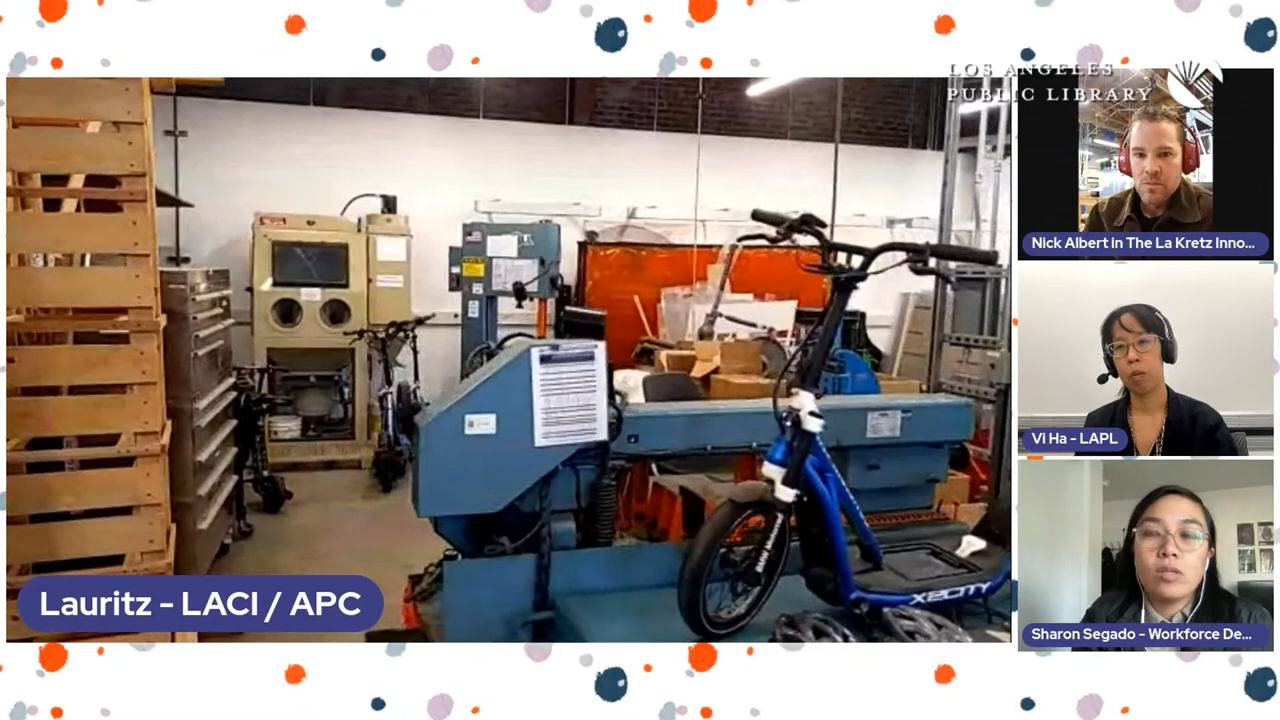 LOS ANGELES
PUBLIC LIBRARY
Nick Albert in The La Kretz Inno...
Vi Ha - LAPL
Sharon Segado - Workforce De...
X2CITY
Lauritz - LACI / APC